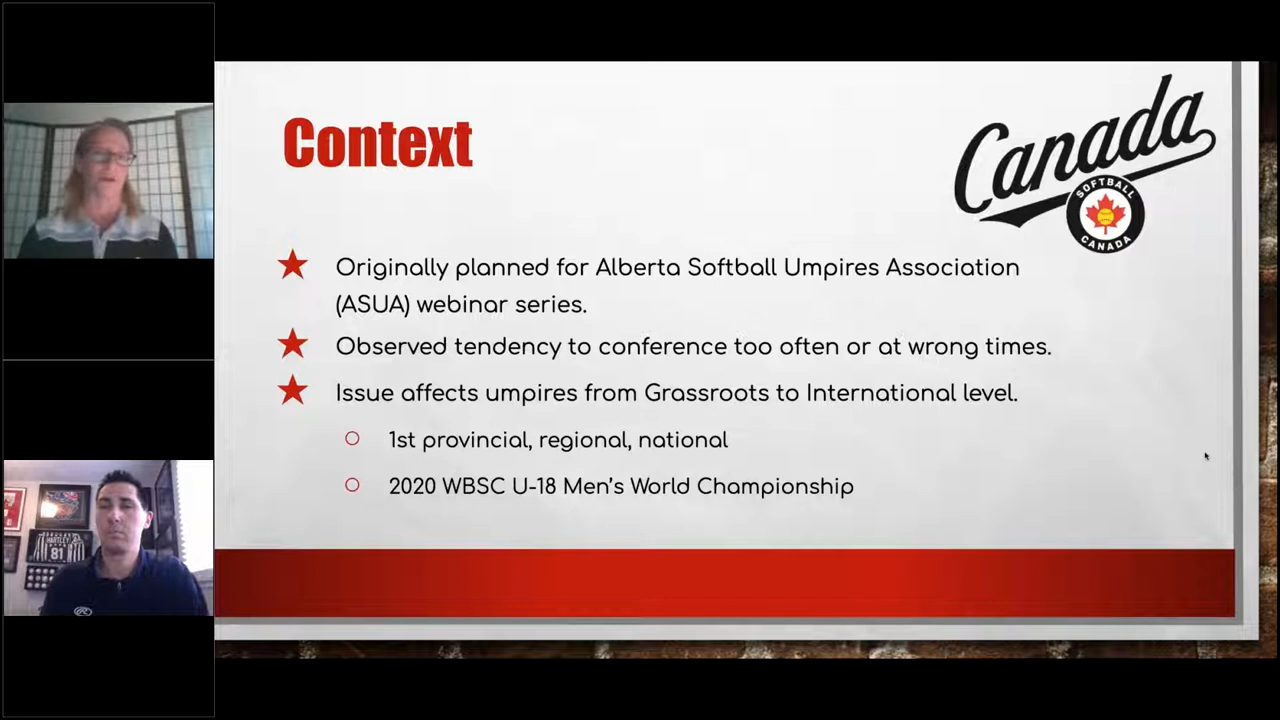 Context
Canada
SOFTBALL
CANADA
Originally planned for Alberta Softball Umpires Association
(ASUA) webinar series.
Observed tendency to conference too often or at wrong times.
Issue affects umpires from Grassroots to International level.
1st provincial, regional, national
2020 WBSC U-18 Men's World Championship
HARTLEY
81